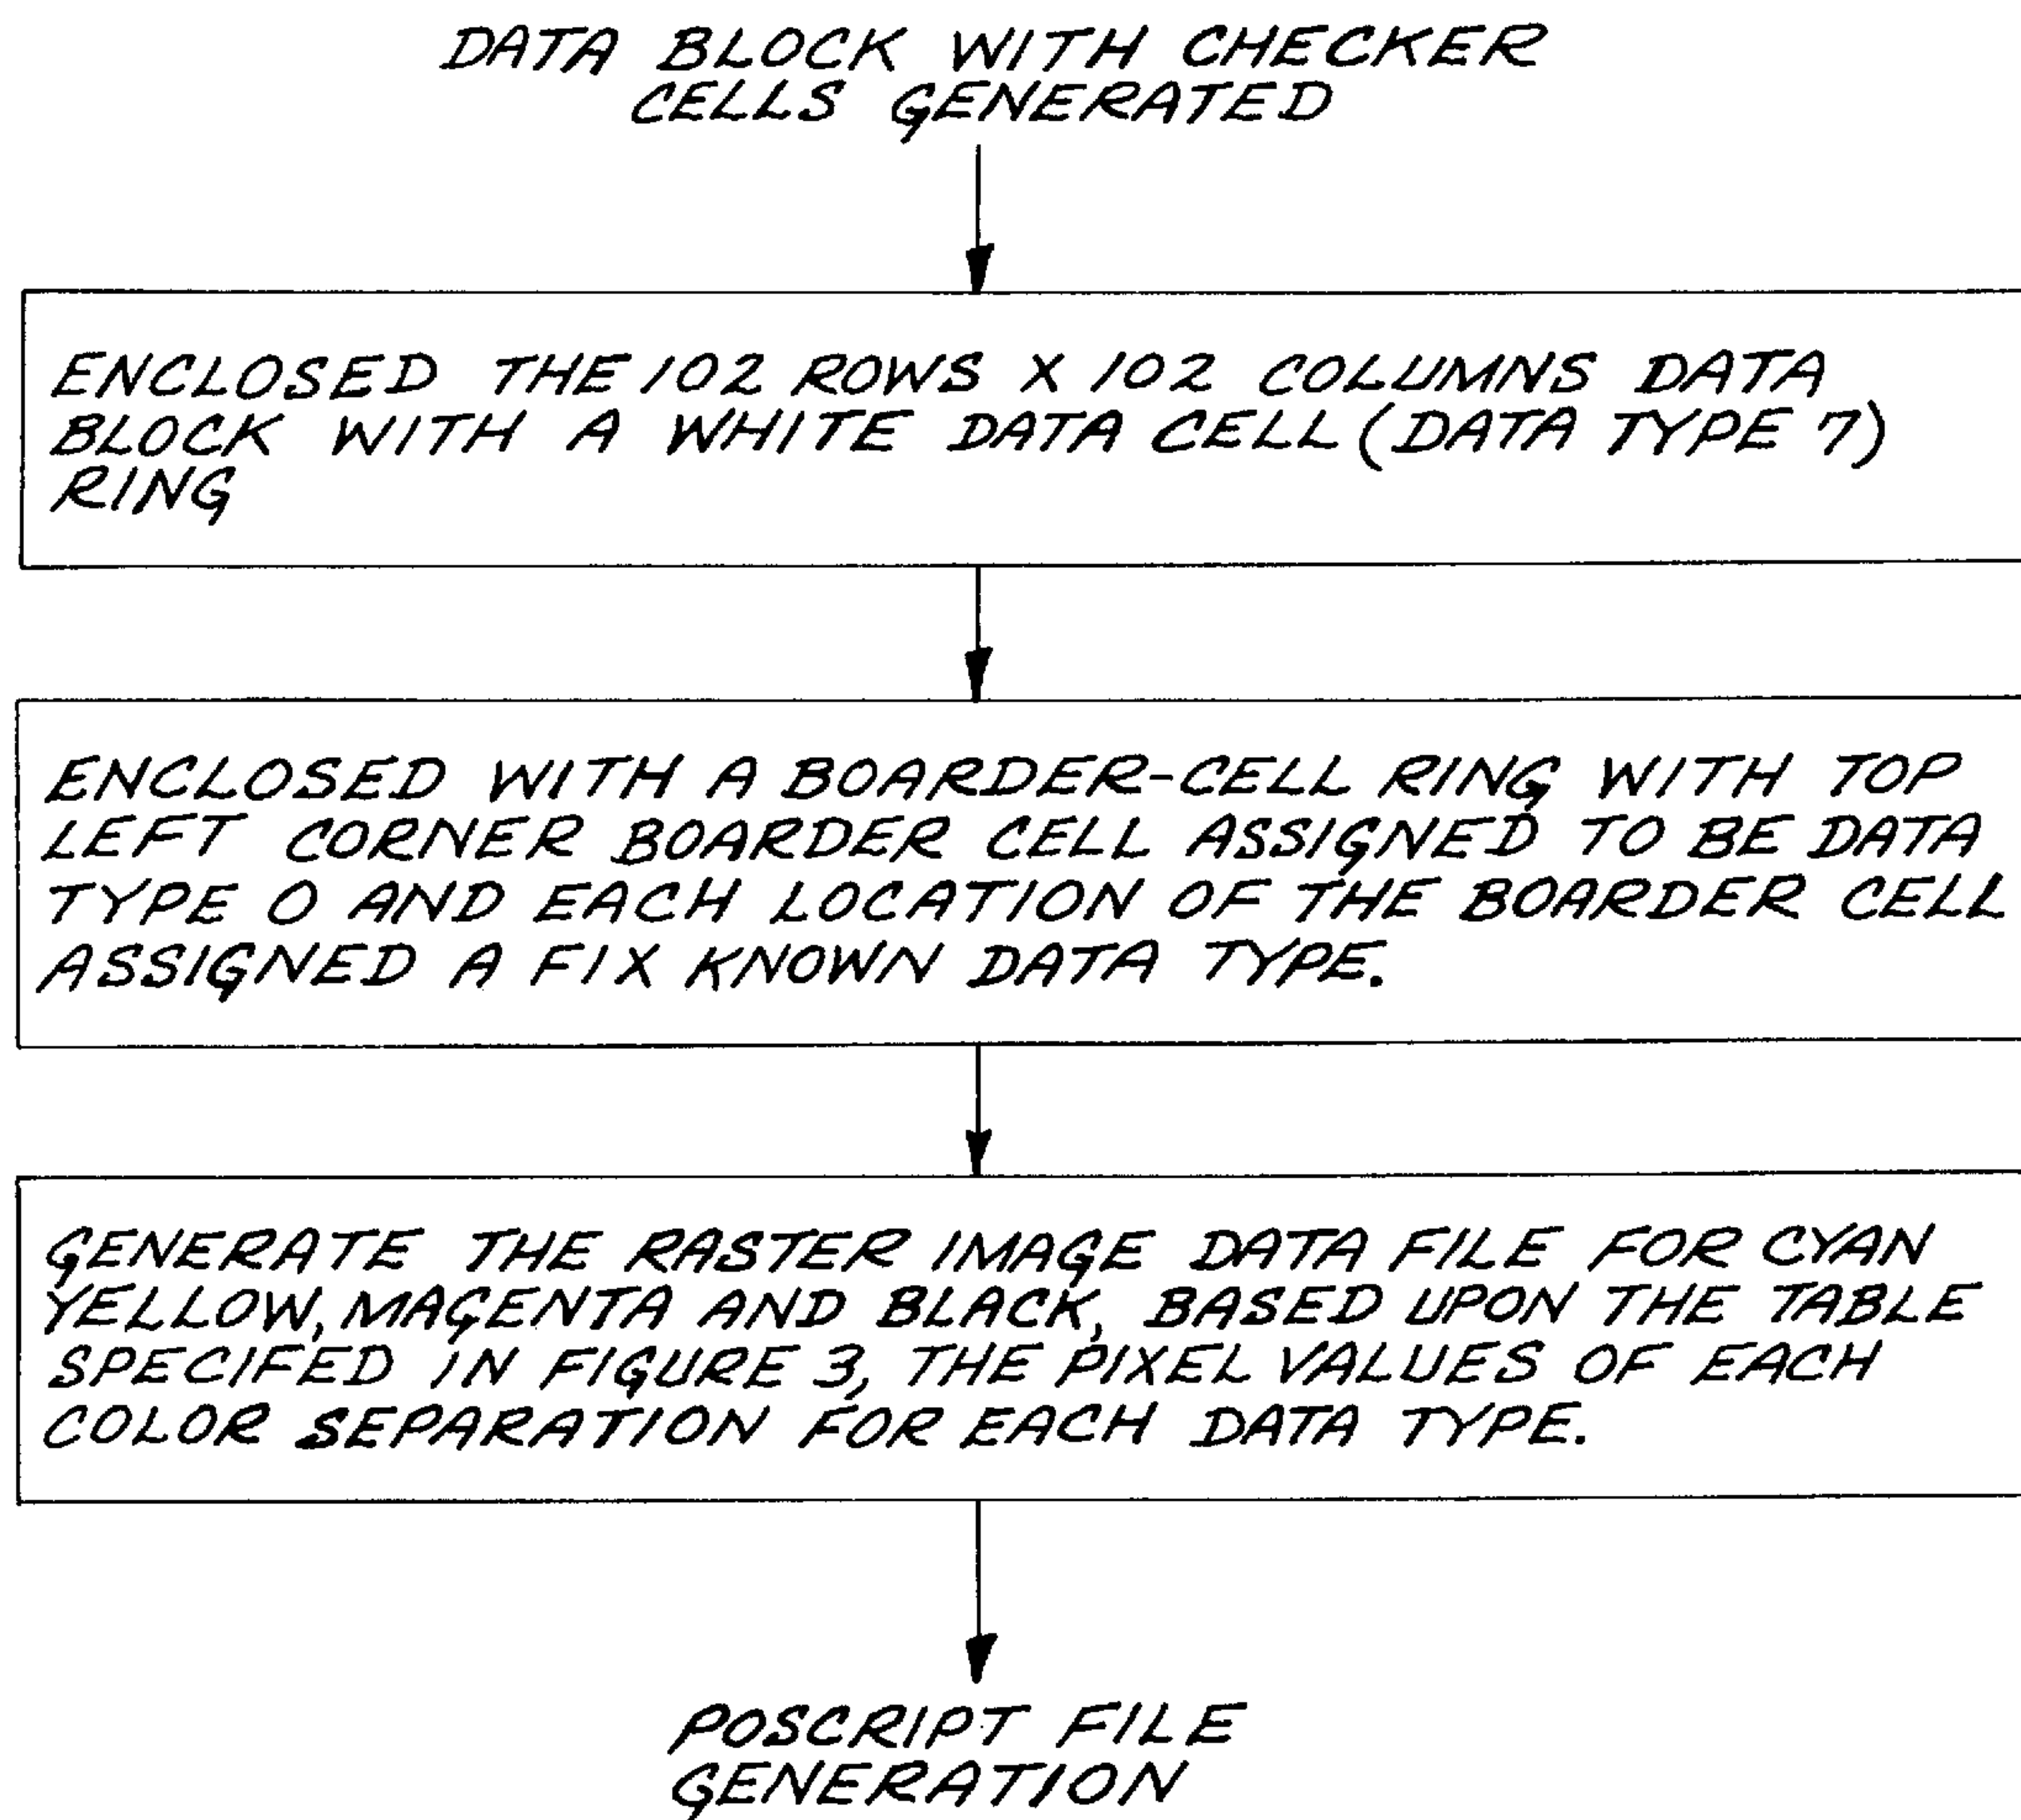 DATA BLOCK WITH CHECKER
CELLS GENERATED
ENCLOSED THE 102 ROWS X 102 COLUMNS DATA
BLOCK WITH A WHITE DATA CELL (DATA TYPE 7)
RING
ENCLOSED WITH A BOARDER-CELL RING WITH TOP
LEFT CORNER BOARDER CELL ASSIGNED TO BE DATA
TYPE 0 AND EACH LOCATION OF THE BOARDER CELL
ASSIGNED A FIX KNOWN DATA TYPE.
GENERATE THE RASTER IMAGE DATA FILE FOR CYAN
YELLOW, MAGENTA AND BLACK, BASED UPON THE TABLE
SPECIFED IN FIGURE 3, THE PIXEL VALUES OF EACH
COLOR SEPARATION FOR EACH DATA TYPE.
POSCRIPT FILE
GENERATION